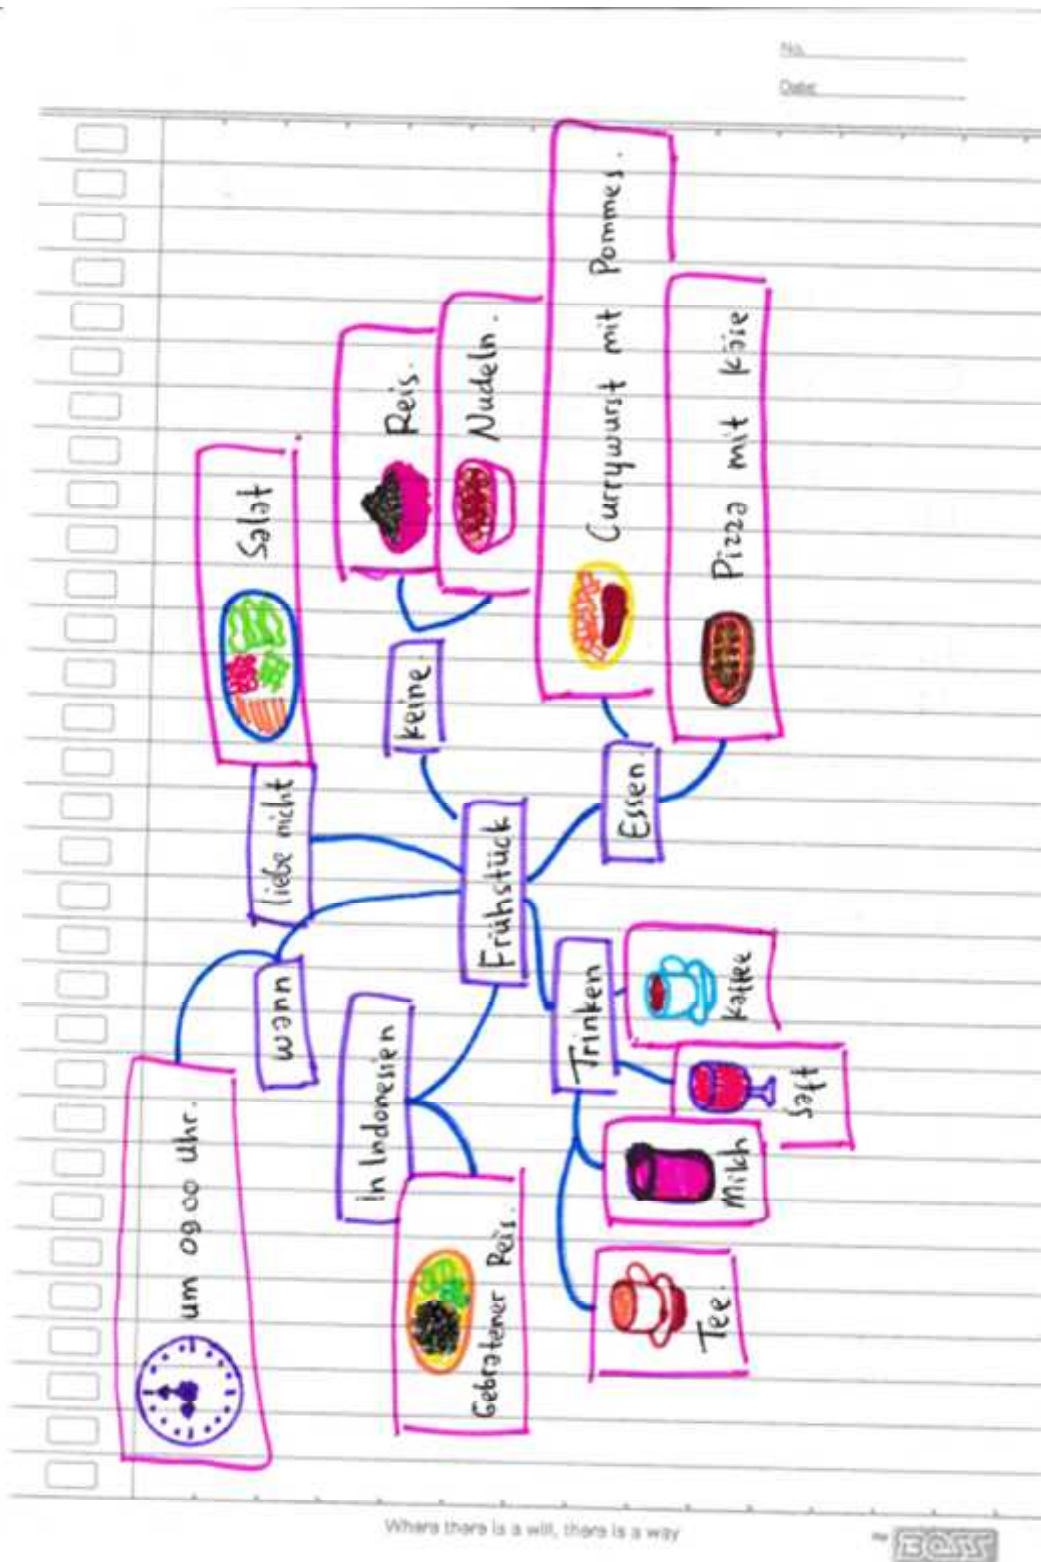 No.
Date:
um 09 00 Uhr.
wann
liebe nicht
Salat
In Indonesien
Gebratener Reis.
Frühstück
keine.
Reis.
Nudeln.
Trinken
Tee.
Milch
Saft
Kaffee
Essen.
Currywurst mit Pommes.
Pizza mit Käse
Where there is a will, there is a way
BOSS